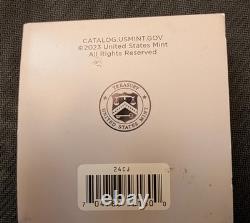 CATALOG.USMINT.GOV
©2023 United States Mint
All Rights Reserved
TREASURY
UNITED STATES MINT
24CJ